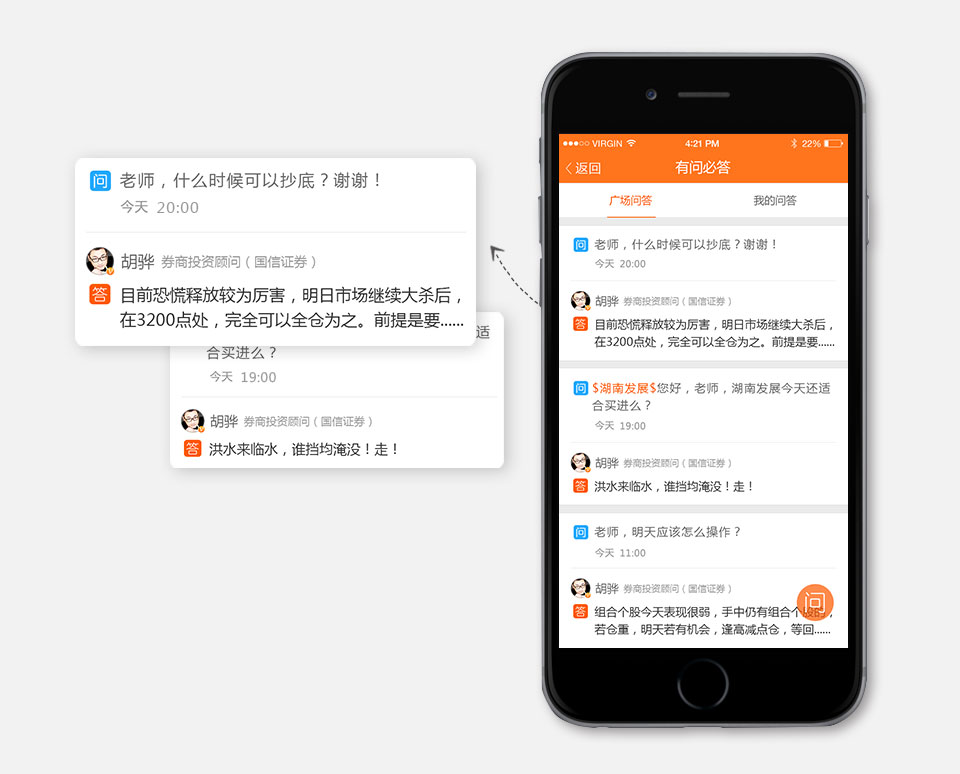 问 老师，什么时候可以抄底？谢谢！
今天 20:00
胡骅 券商投资顾问（国信证券）
答 目前恐慌释放较为厉害，明日市场继续大杀后，
在3200点处，完全可以全仓为之。前提是要......
适
合买进么？
今天 19:00
胡骅 券商投资顾问（国信证券）
答 洪水来临水，谁挡均淹没！走！
VIRGIN 4:21 PM 22%
返回 有问必答
广场问答 我的问答
问 老师，什么时候可以抄底？谢谢！
今天 20:00
胡骅 券商投资顾问（国信证券）
答 目前恐慌释放较为厉害，明日市场继续大杀后，
在3200点处，完全可以全仓为之。前提是要......
问 $湖南发展$您好，老师，湖南发展今天还适
合买进么？
今天 19:00
胡骅 券商投资顾问（国信证券）
答 洪水来临水，谁挡均淹没！走！
问 老师，明天应该怎么操作？
今天 11:00
胡骅 券商投资顾问（国信证券）
问
答 组合个股今天表现很弱，手中仍有组合个股的，
若仓重，明天若有机会，逢高减点仓，等回......